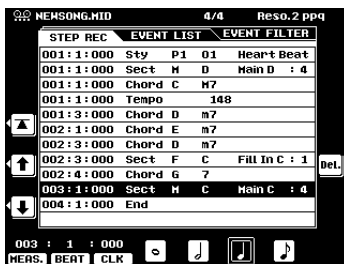 NEWSONG.MID 4/4 Reso.2 ppq
STEP REC EVENT LIST EVENT FILTER
001:1:000 Sty P1 01 Heart Beat
001:1:000 Sect M D Main D : 4
001:1:000 Chord C M7
001:1:000 Tempo 148
001:3:000 Chord D m7
002:1:000 Chord E m7
002:3:000 Chord D m7
002:3:000 Sect F C Fill In C : 1
002:4:000 Chord G 7
003:1:000 Sect M C Main C : 4
004:1:000 End
Del.
003 : 1 : 000
MEAS. BEAT CLK